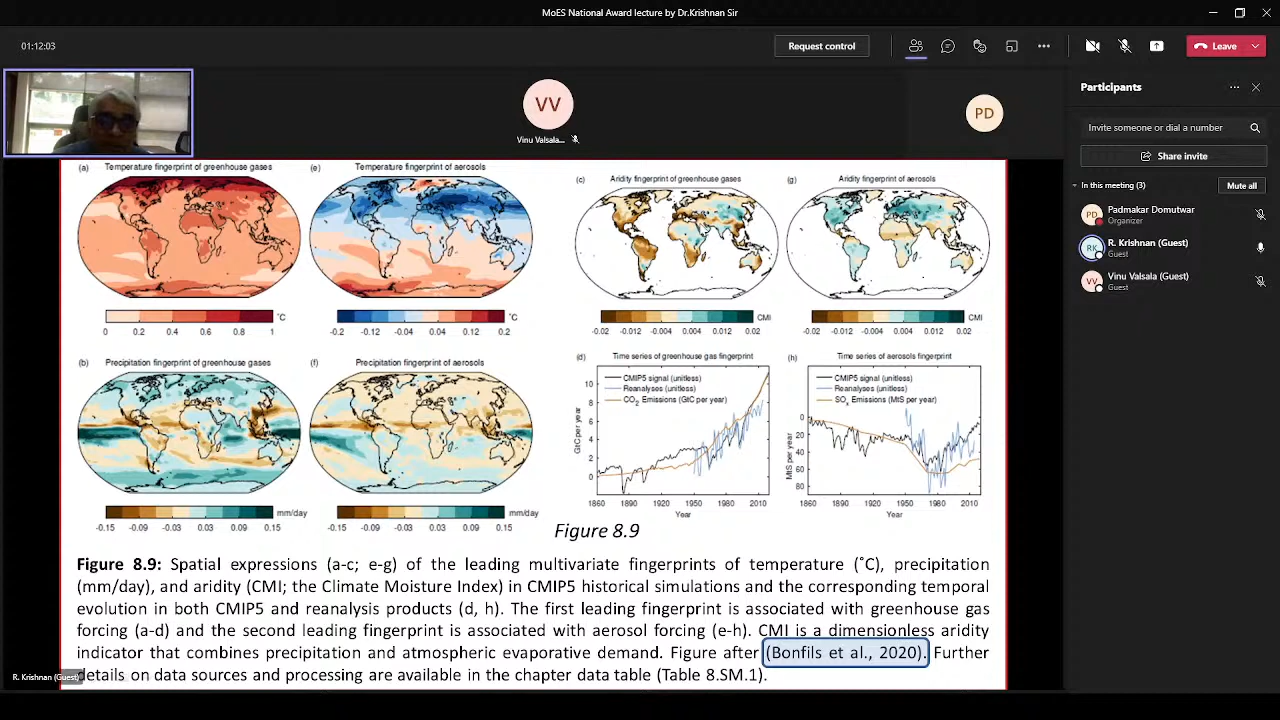 MoES National Award lecture by Dr.Krishnan Sir
01:12:03
Request control
Leave
VV
Vinu Valsala...
PD
Participants
Invite someone or dial a number
Share invite
In this meeting (3)
Mute all
PD
Padmakar Domutwar
Organizer
RK
R. Krishnan (Guest)
Guest
VV
Vinu Valsala (Guest)
Guest
(a) Temperature fingerprint of greenhouse gases
0 0.2 0.4 0.6 0.8 1 °C
(e) Temperature fingerprint of aerosols
-0.2 -0.12 -0.04 0.04 0.12 0.2 °C
(c) Aridity fingerprint of greenhouse gases
-0.02 -0.012 -0.004 0.004 0.012 0.02 CMI
(g) Aridity fingerprint of aerosols
-0.02 -0.012 -0.004 0.004 0.012 0.02 CMI
(b) Precipitation fingerprint of greenhouse gases
-0.15 -0.09 -0.03 0.03 0.09 0.15 mm/day
(f) Precipitation fingerprint of aerosols
-0.15 -0.09 -0.03 0.03 0.09 0.15 mm/day
(d) Time series of greenhouse gas fingerprint
CMIP5 signal (unitless)
Reanalyses (unitless)
CO2 Emissions (GtC per year)
GtC per year
10
8
6
4
2
0
1860 1890 1920 1950 1980 2010
Year
(h) Time series of aerosols fingerprint
CMIP5 signal (unitless)
Reanalyses (unitless)
SOx Emissions (MtS per year)
MtS per year
0
20
40
60
80
1860 1890 1920 1950 1980 2010
Year
Figure 8.9
Figure 8.9: Spatial expressions (a-c; e-g) of the leading multivariate fingerprints of temperature (˚C), precipitation
(mm/day), and aridity (CMI; the Climate Moisture Index) in CMIP5 historical simulations and the corresponding temporal
evolution in both CMIP5 and reanalysis products (d, h). The first leading fingerprint is associated with greenhouse gas
forcing (a-d) and the second leading fingerprint is associated with aerosol forcing (e-h). CMI is a dimensionless aridity
indicator that combines precipitation and atmospheric evaporative demand. Figure after (Bonfils et al., 2020). Further
details on data sources and processing are available in the chapter data table (Table 8.SM.1).
R. Krishnan (Guest)